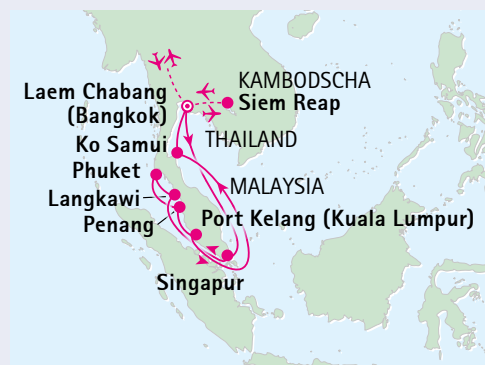 KAMBODSCHA
Siem Reap
Laem Chabang
(Bangkok)
THAILAND
Ko Samui
Phuket
MALAYSIA
Langkawi
Penang
Port Kelang (Kuala Lumpur)
Singapur